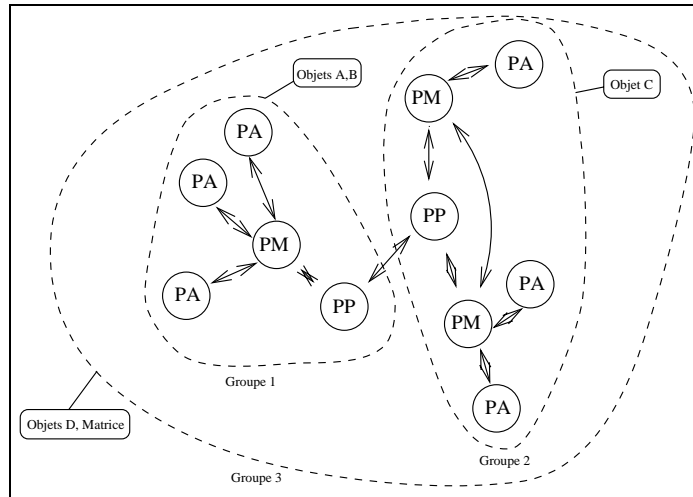 Objets A,B
PA
Objet C
PM
PA
PA
PP
PM
PA
PA
PP
PM
Groupe 1
PA
Objets D, Matrice
Groupe 2
Groupe 3